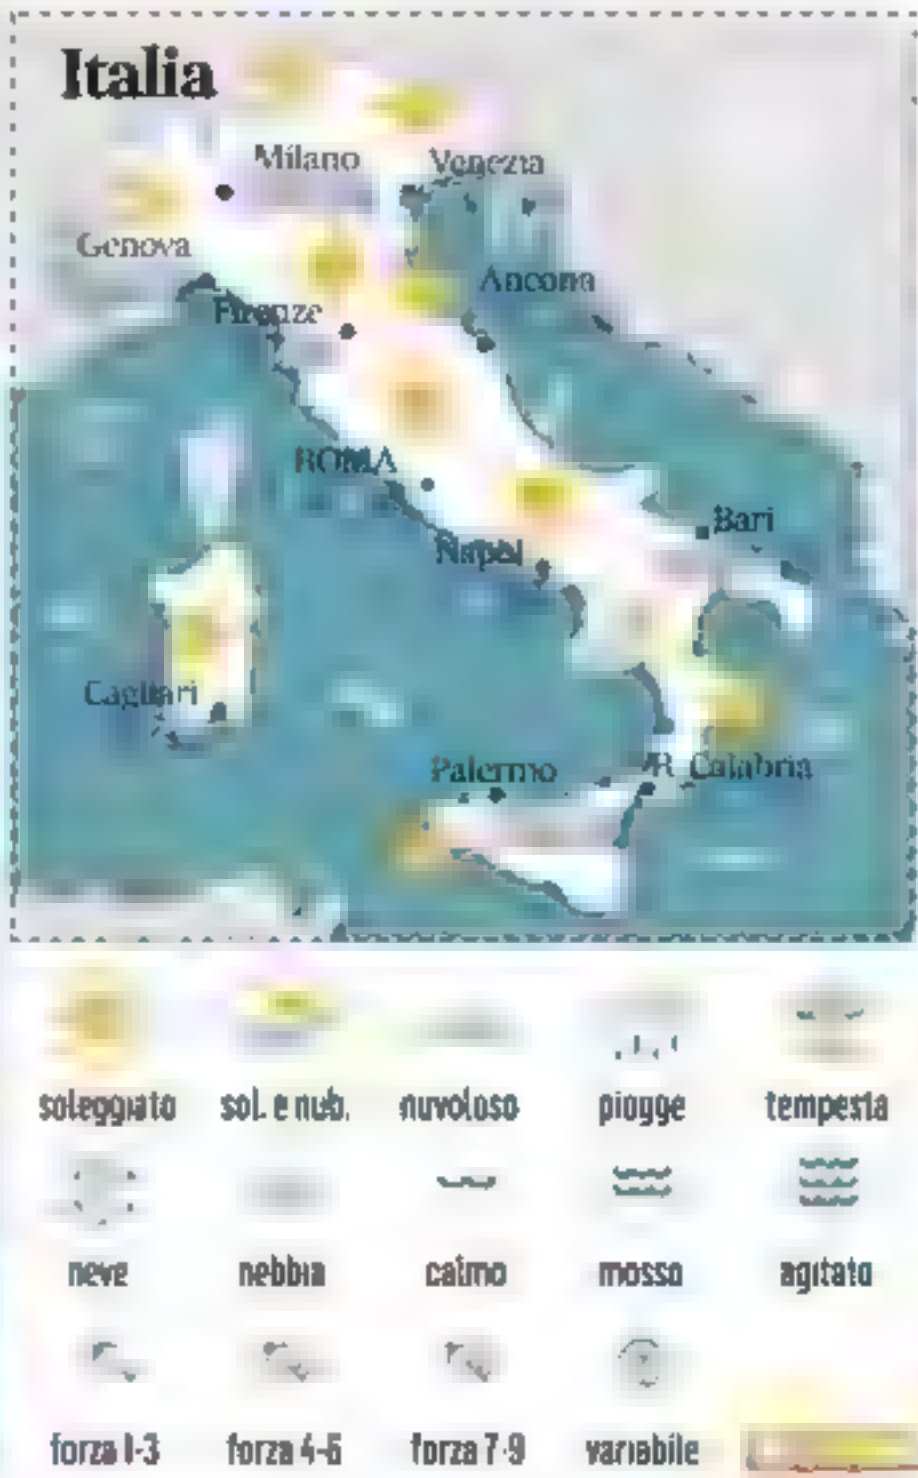 Italia
Milano
Venezia
Genova
Ancona
Firenze
ROMA
Bari
Napoli
Cagliari
Palermo
R Calabria
soleggiato sol. e nub. nuvoloso piogge tempesta
neve nebbia calmo mosso agitato
forza 1-3 forza 4-6 forza 7-9 variabile